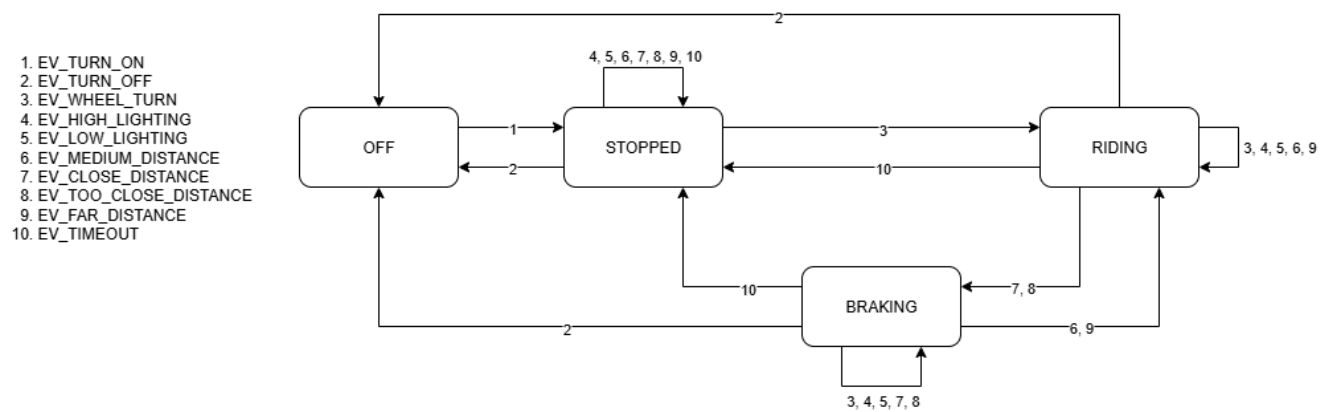 2
4, 5, 6, 7, 8, 9, 10
1. EV_TURN_ON
2. EV_TURN_OFF
3. EV_WHEEL_TURN
4. EV_HIGH_LIGHTING
5. EV_LOW_LIGHTING
6. EV_MEDIUM_DISTANCE
7. EV_CLOSE_DISTANCE
8. EV_TOO_CLOSE_DISTANCE
9. EV_FAR_DISTANCE
10. EV_TIMEOUT
OFF
1
2
STOPPED
3
10
RIDING
3, 4, 5, 6, 9
10
BRAKING
7, 8
2
6, 9
3, 4, 5, 7, 8